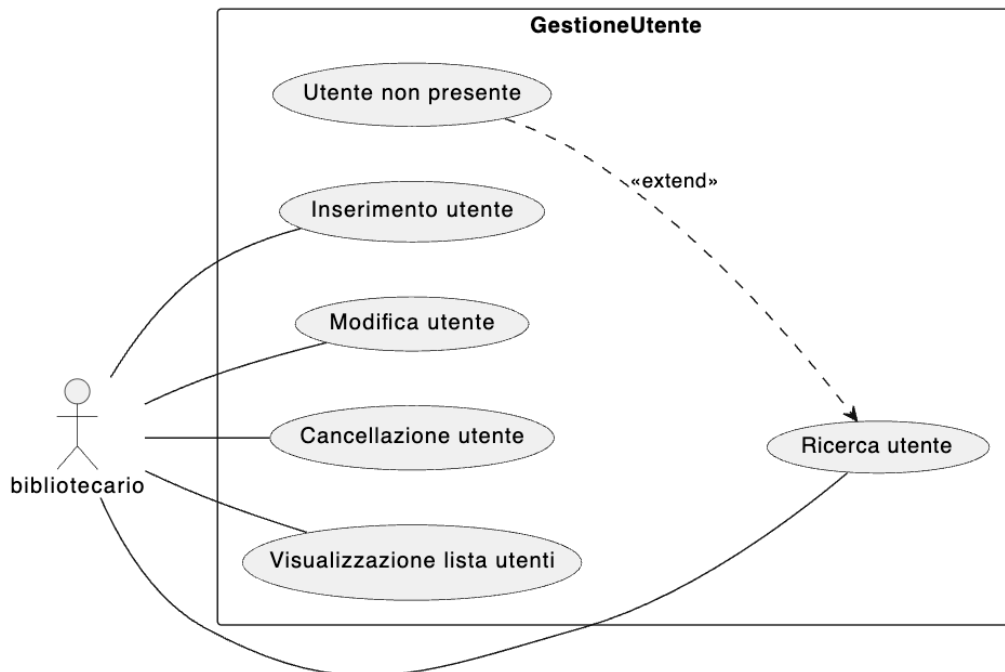 GestioneUtente
Utente non presente
«extend»
Inserimento utente
Modifica utente
Cancellazione utente
Ricerca utente
bibliotecario
Visualizzazione lista utenti